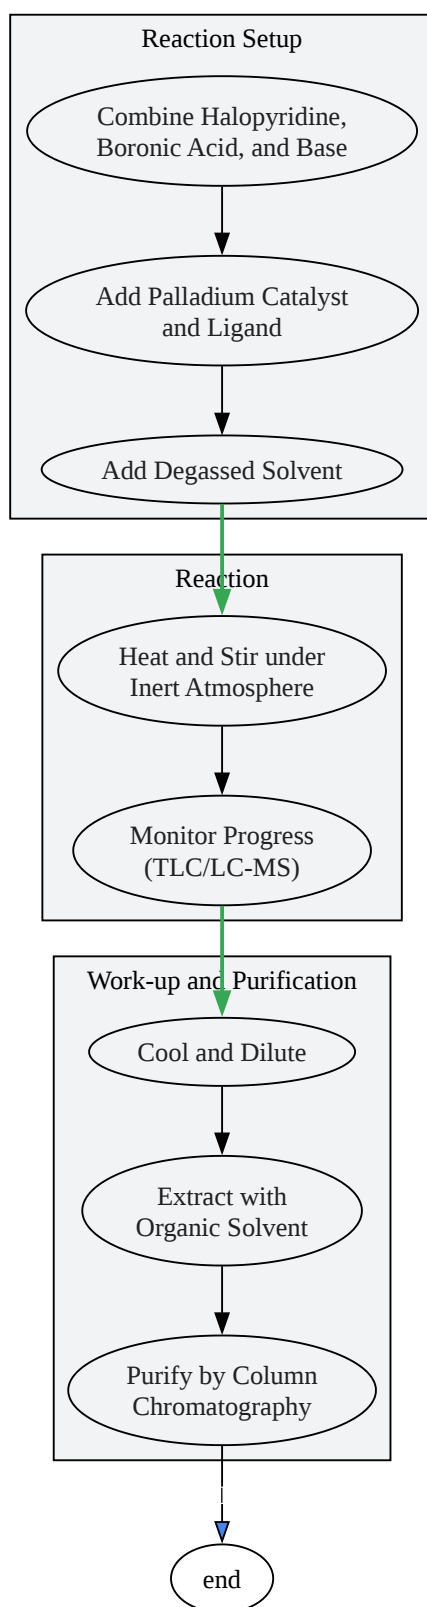 Reaction Setup
Combine Halopyridine,
Boronic Acid, and Base
Add Palladium Catalyst
and Ligand
Add Degassed Solvent
Reaction
Heat and Stir under
Inert Atmosphere
Monitor Progress
(TLC/LC-MS)
Work-up and Purification
Cool and Dilute
Extract with
Organic Solvent
Purify by Column
Chromatography
end